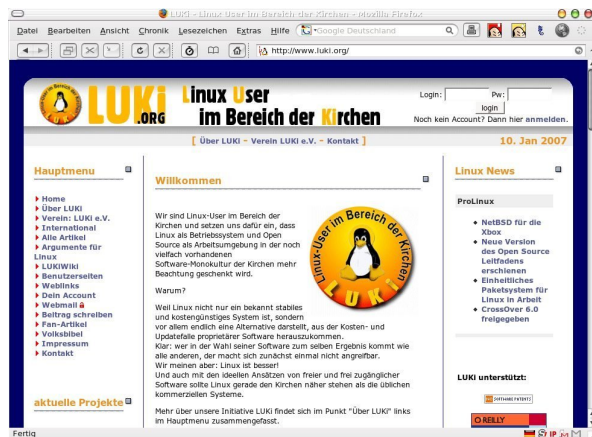 LUKi - Linux User im Bereich der Kirchen - Mozilla Firefox
Datei Bearbeiten Ansicht Chronik Lesezeichen Extras Hilfe Google Deutschland
http://www.luki.org/
LUKi .ORG Linux User im Bereich der Kirchen
Login: Pw:
login
Noch kein Account? Dann hier anmelden.
[ Über LUKi - Verein LUKi e.V. - Kontakt ]
10. Jan 2007
Hauptmenu
Home
Über LUKi
Verein: LUKi e.V.
International
Alle Artikel
Argumente für
Linux
LUKiWiki
Benutzerseiten
Weblinks
Dein Account
Webmail
Beitrag schreiben
Fan-Artikel
Volksbibel
Impressum
Kontakt
aktuelle Projekte
Willkommen
Wir sind Linux-User im Bereich der
Kirchen und setzen uns dafür ein, dass
Linux als Betriebssystem und Open
Source als Arbeitsumgebung in der noch
vielfach vorhandenen
Software-Monokultur der Kirchen mehr
Beachtung geschenkt wird.
Linux-User im Bereich der Kirchen
LUKi
Warum?
Weil Linux nicht nur ein bekannt stabiles
und kostengünstiges System ist, sondern
vor allem endlich eine Alternative darstellt, aus der Kosten- und
Updatefalle proprietärer Software herauszukommen.
Klar: wer in der Wahl seiner Software zum selben Ergebnis kommt wie
alle anderen, der macht sich zunächst einmal nicht angreifbar.
Wir meinen aber: Linux ist besser!
Und auch mit den ideellen Ansätzen von freier und frei zugänglicher
Software sollte Linux gerade den Kirchen näher stehen als die üblichen
kommerziellen Systeme.
Mehr über unsere Initiative LUKi findet sich im Punkt "Über LUKi" links
im Hauptmenu zusammengefasst.
Linux News
ProLinux
NetBSD für die
Xbox
Neue Version
des Open Source
Leitfadens
erschienen
Einheitliches
Paketsystem für
Linux in Arbeit
CrossOver 6.0
freigegeben
LUKi unterstützt:
O REILLY
Fertig
IP